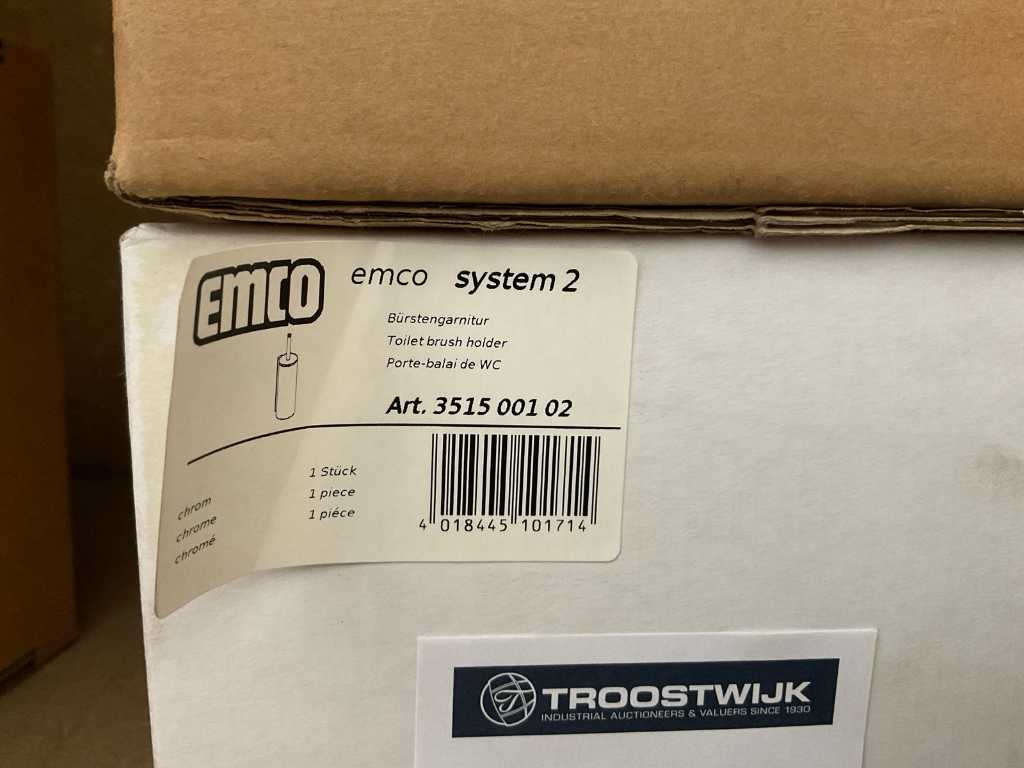 EMCO
emco system 2
Bürstengarnitur
Toilet brush holder
Porte-balai de WC
Art. 3515 001 02
1 Stück
1 piece
1 piéce
chrom
chrome
chromé
4 018445 101714
TROOSTWIJK
INDUSTRIAL AUCTIONEERS & VALUERS SINCE 1930